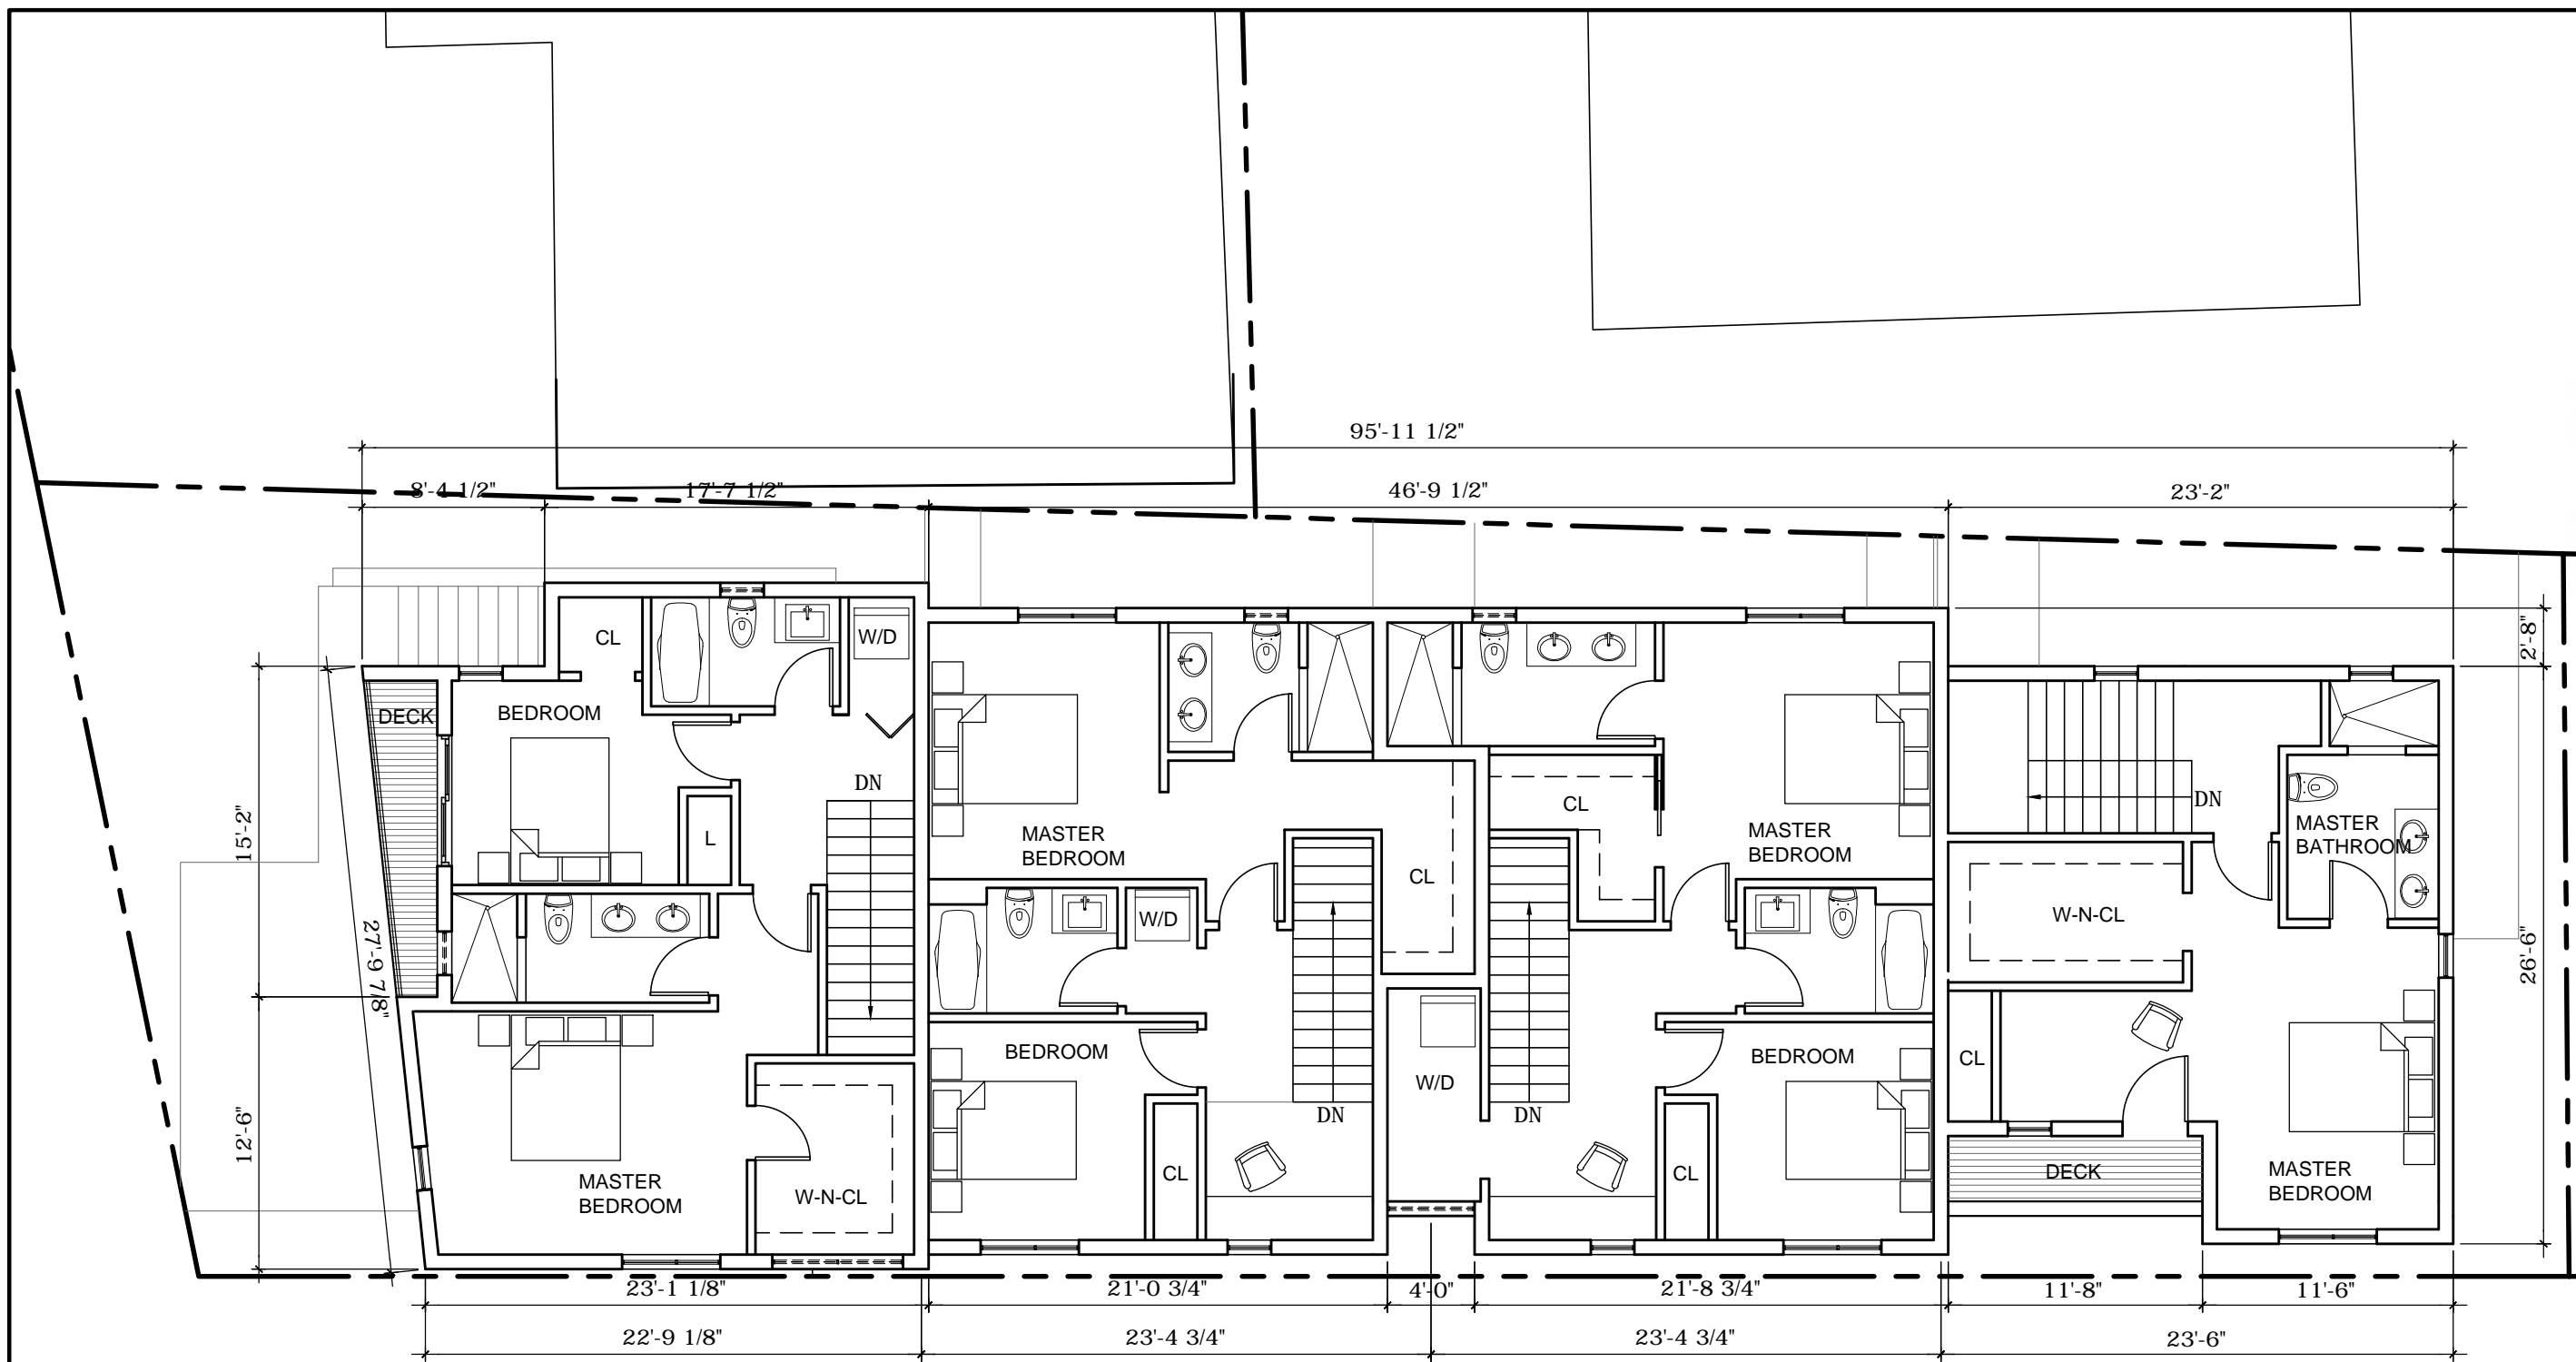 95'-11 1/2"
8'-4 1/2"
17'-7 1/2"
46'-9 1/2"
23'-2"
2'-8"
CL
W/D
DECK
BEDROOM
DN
DN
15'-2"
L
MASTER
BEDROOM
CL
MASTER
BEDROOM
MASTER
BATHROOM
CL
W-N-CL
W/D
27'-9 7/8"
26'-6"
BEDROOM
BEDROOM
CL
W/D
12'-6"
DN
DN
CL
CL
DECK
MASTER
BEDROOM
W-N-CL
MASTER
BEDROOM
23'-1 1/8"
21'-0 3/4"
4'-0"
21'-8 3/4"
11'-8"
11'-6"
22'-9 1/8"
23'-4 3/4"
23'-4 3/4"
23'-6"